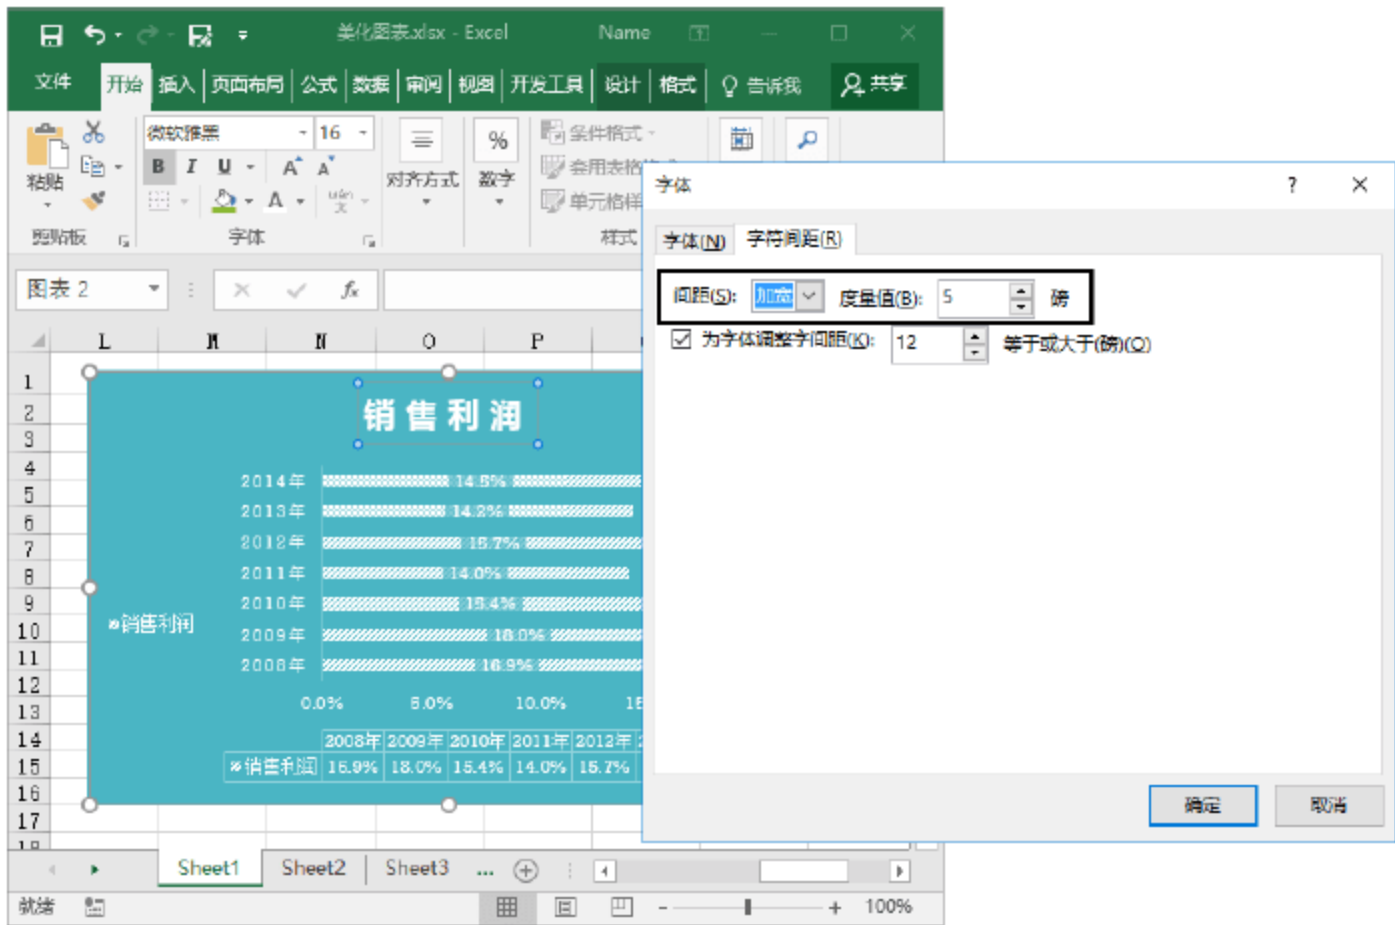 美化图表.xlsx - Excel Name
文件 开始 插入 页面布局 公式 数据 审阅 视图 开发工具 设计 格式 告诉我 共享
微软雅黑 16 % 条件格式
B I U A A 套用表格
粘贴 A 对齐方式 数字 单元格样
剪贴板 字体 样式
图表 2 fx
L M N O P
1
2
3
4
5
6
7
8
9
10
11
12
13
14
15
16
17
18
销售利润
2014年 14.5%
2013年 14.2%
2012年 15.7%
2011年 14.0%
2010年 15.4%
2009年 18.0%
2008年 16.9%
销售利润
0.0% 5.0% 10.0% 15
2008年 2009年 2010年 2011年 2012年
销售利润 16.9% 18.0% 15.4% 14.0% 15.7%
Sheet1 Sheet2 Sheet3 ...
就绪 100%
字体 ?
字体(N) 字符间距(R)
间距(S): 加宽 度量值(B): 5 磅
为字体调整字间距(K): 12 等于或大于(磅)(O)
确定 取消